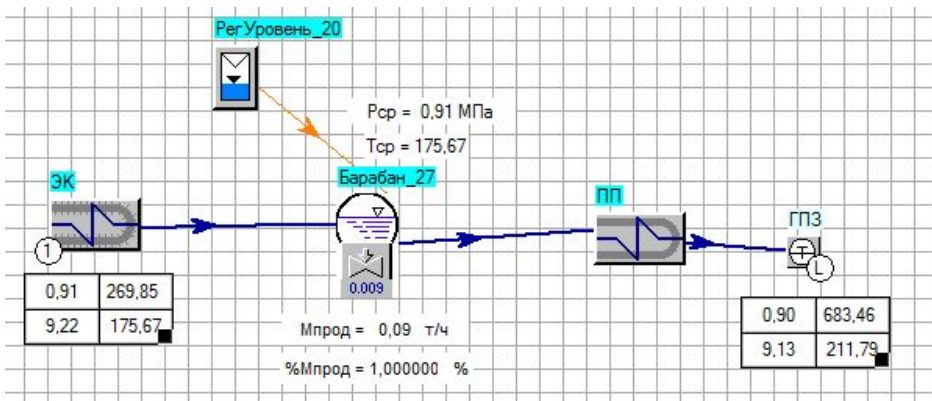 РегУровень_20
Рср = 0,91 МПа
Тср = 175,67
ЭК
Барабан_27
ПП
ГПЗ
1
L
0.009
0,91 269,85
9,22 175,67
0,90 683,46
9,13 211,79
Мпрод = 0,09 т/ч
%Мпрод = 1,000000 %